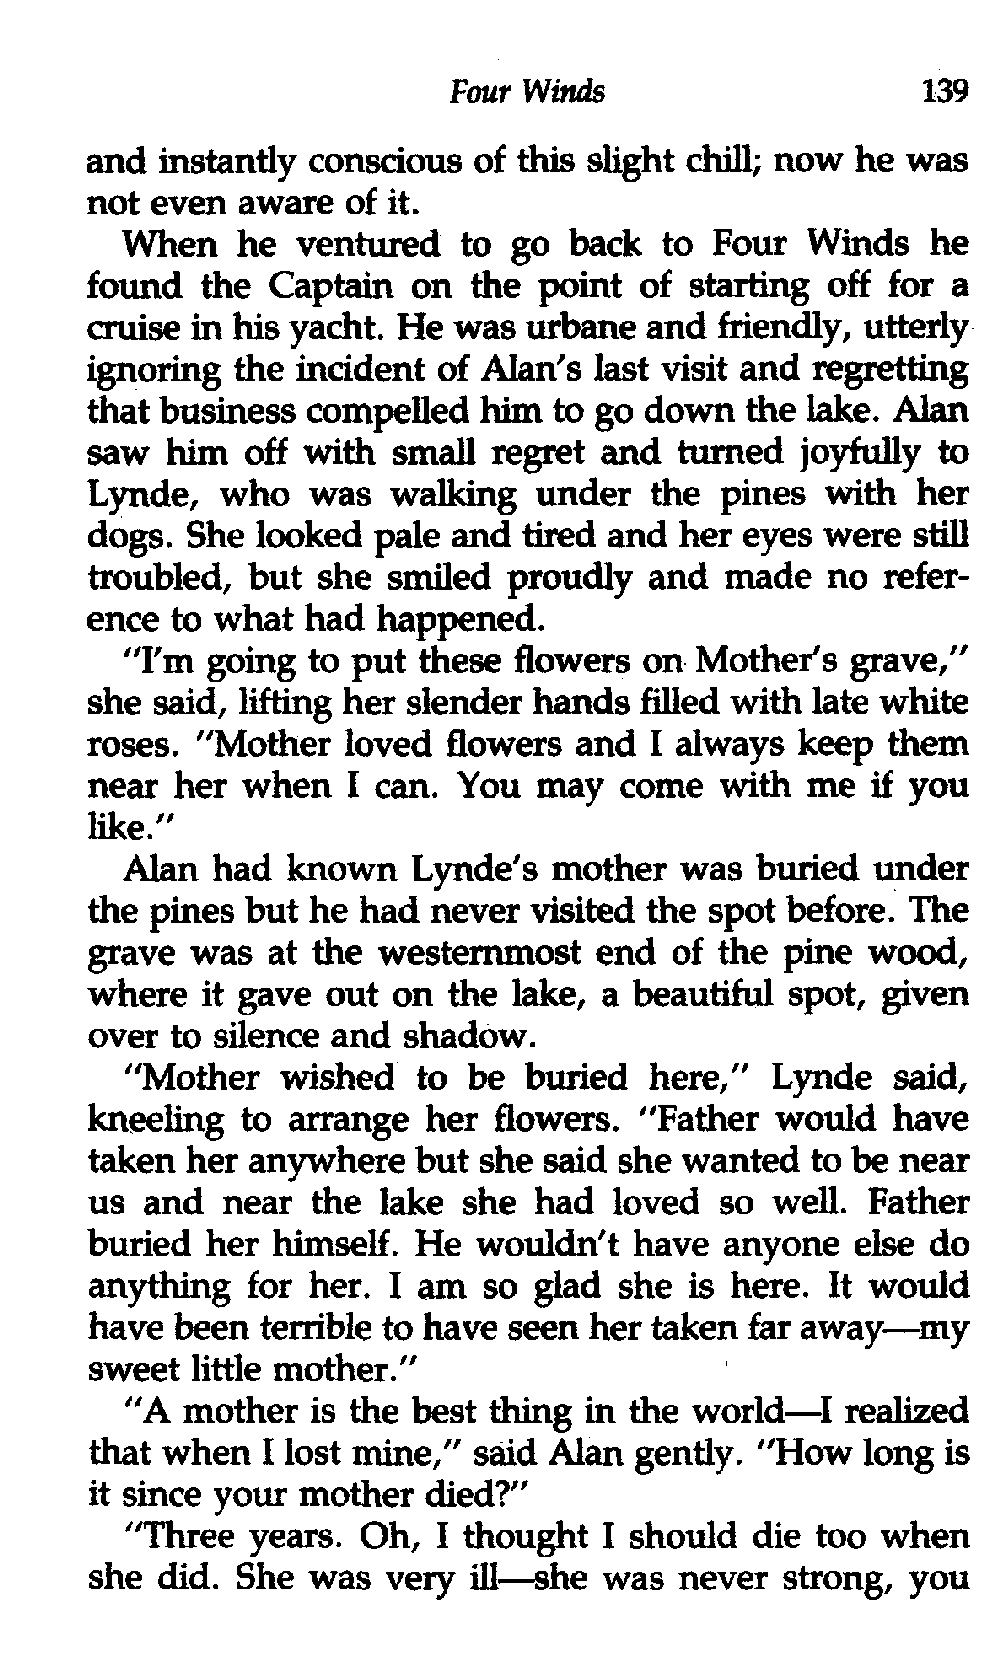 Four Winds 139
and instantly conscious of this slight chill; now he was
not even aware of it.
When he ventured to go back to Four Winds he
found the Captain on the point of starting off for a
cruise in his yacht. He was urbane and friendly, utterly
ignoring the incident of Alan's last visit and regretting
that business compelled him to go down the lake. Alan
saw him off with small regret and turned joyfully to
Lynde, who was walking under the pines with her
dogs. She looked pale and tired and her eyes were still
troubled, but she smiled proudly and made no refer-
ence to what had happened.
"I'm going to put these flowers on Mother's grave,"
she said, lifting her slender hands filled with late white
roses. "Mother loved flowers and I always keep them
near her when I can. You may come with me if you
like."
Alan had known Lynde's mother was buried under
the pines but he had never visited the spot before. The
grave was at the westernmost end of the pine wood,
where it gave out on the lake, a beautiful spot, given
over to silence and shadow.
"Mother wished to be buried here," Lynde said,
kneeling to arrange her flowers. "Father would have
taken her anywhere but she said she wanted to be near
us and near the lake she had loved so well. Father
buried her himself. He wouldn't have anyone else do
anything for her. I am so glad she is here. It would
have been terrible to have seen her taken far away—my
sweet little mother."
"A mother is the best thing in the world—I realized
that when I lost mine," said Alan gently. "How long is
it since your mother died?"
"Three years. Oh, I thought I should die too when
she did. She was very ill—she was never strong, you